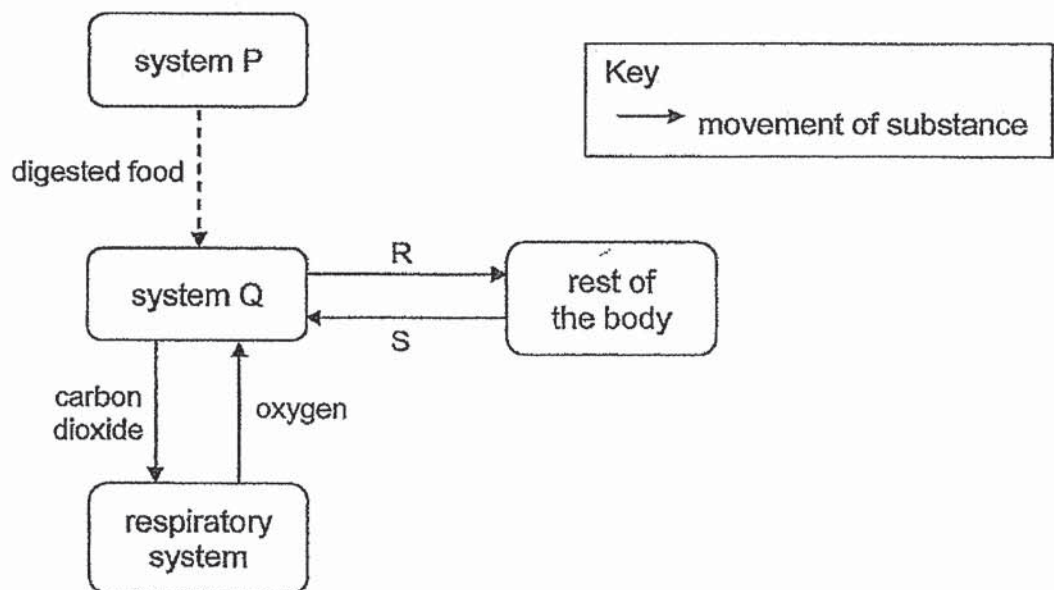 system P
Key
movement of substance
digested food
system Q
R
S
rest of
the body
carbon
dioxide
oxygen
respiratory
system